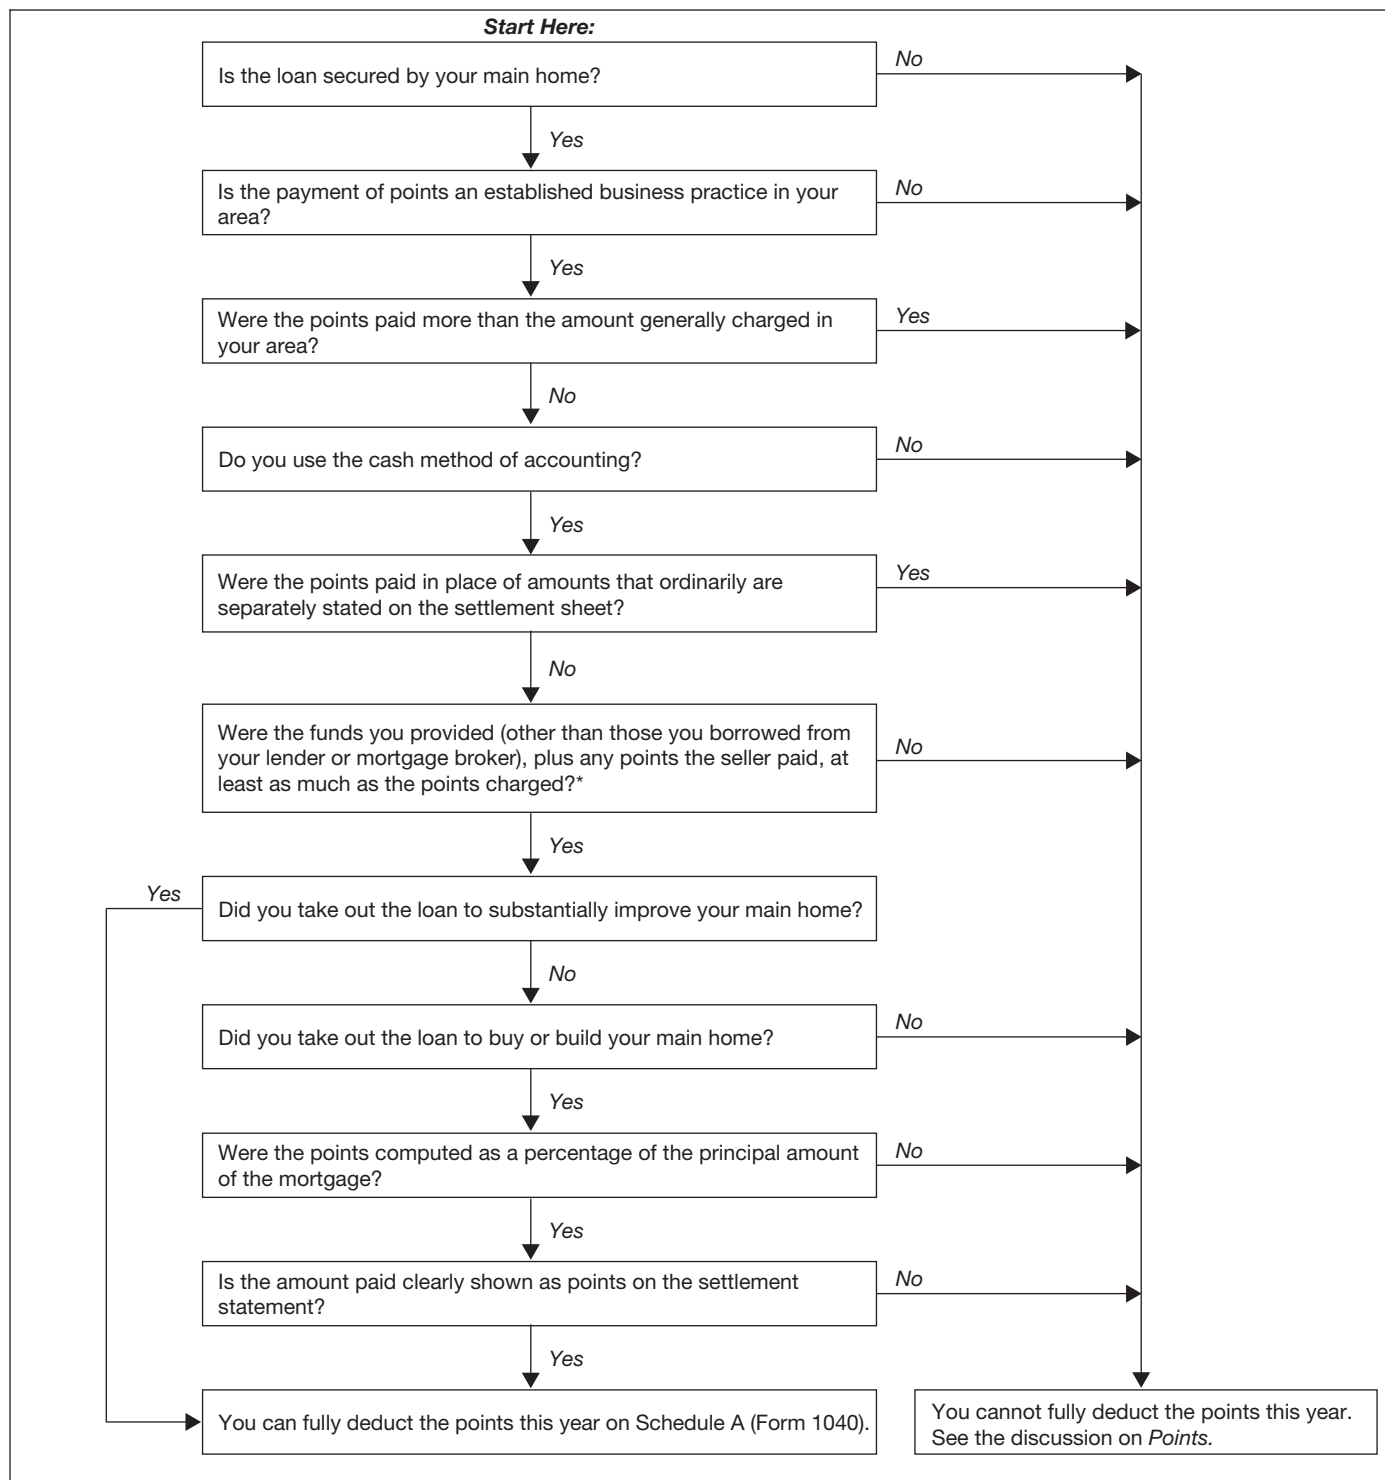 Start Here:
Is the loan secured by your main home?
No
Yes
Is the payment of points an established business practice in your
area?
No
Yes
Were the points paid more than the amount generally charged in
your area?
Yes
No
Do you use the cash method of accounting?
No
Yes
Were the points paid in place of amounts that ordinarily are
separately stated on the settlement sheet?
Yes
No
Were the funds you provided (other than those you borrowed from
your lender or mortgage broker), plus any points the seller paid, at
least as much as the points charged?*
No
Yes
Yes
Did you take out the loan to substantially improve your main home?
No
Did you take out the loan to buy or build your main home?
No
Yes
Were the points computed as a percentage of the principal amount
of the mortgage?
No
Yes
Is the amount paid clearly shown as points on the settlement
statement?
No
Yes
You can fully deduct the points this year on Schedule A (Form 1040).
You cannot fully deduct the points this year.
See the discussion on Points.